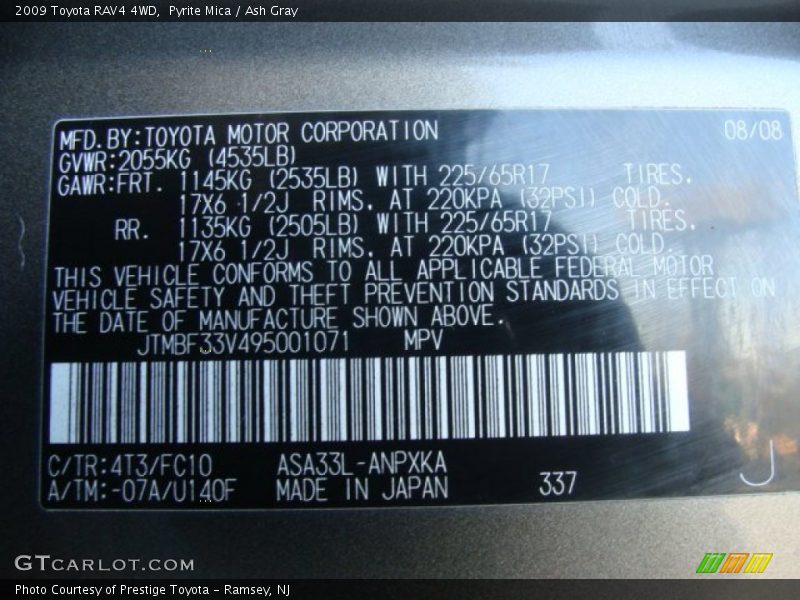 2009 Toyota RAV4 4WD, Pyrite Mica / Ash Gray
MFD. BY:TOYOTA MOTOR CORPORATION 08/08
GVWR:2055KG (4535LB)
GAWR:FRT. 1145KG (2535LB) WITH 225/65R17 TIRES.
17X6 1/2J RIMS. AT 220KPA (32PSI) COLD.
RR. 1135KG (2505LB) WITH 225/65R17 TIRES.
17X6 1/2J RIMS. AT 220KPA (32PSI) COLD.
THIS VEHICLE CONFORMS TO ALL APPLICABLE FEDERAL MOTOR
VEHICLE SAFETY AND THEFT PREVENTION STANDARDS IN EFFECT ON
THE DATE OF MANUFACTURE SHOWN ABOVE.
JTMBF33V495001071 MPV
C/TR:4T3/FC10 ASA33L-ANPXKA
A/TM:-07A/U140F MADE IN JAPAN 337 J
GTCARLOT.COM
Photo Courtesy of Prestige Toyota - Ramsey, NJ